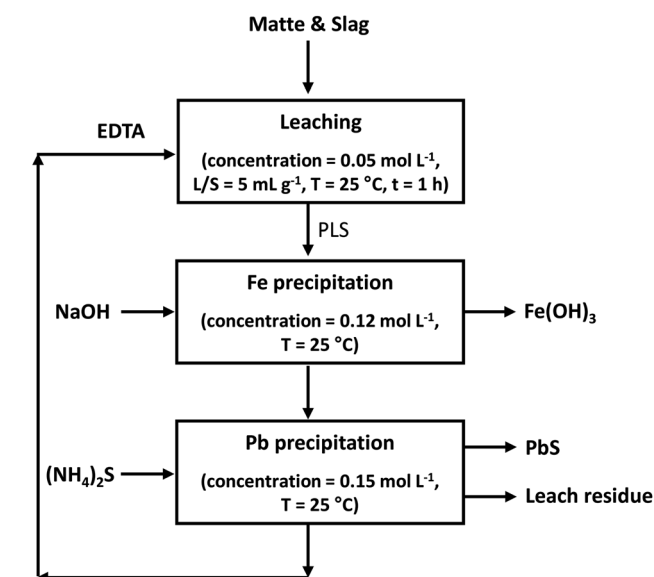 Matte & Slag
EDTA
Leaching
(concentration = 0.05 mol L⁻¹,
L/S = 5 mL g⁻¹, T = 25 °C, t = 1 h)
PLS
NaOH
Fe precipitation
(concentration = 0.12 mol L⁻¹,
T = 25 °C)
Fe(OH)₃
(NH₄)₂S
Pb precipitation
(concentration = 0.15 mol L⁻¹,
T = 25 °C)
PbS
Leach residue